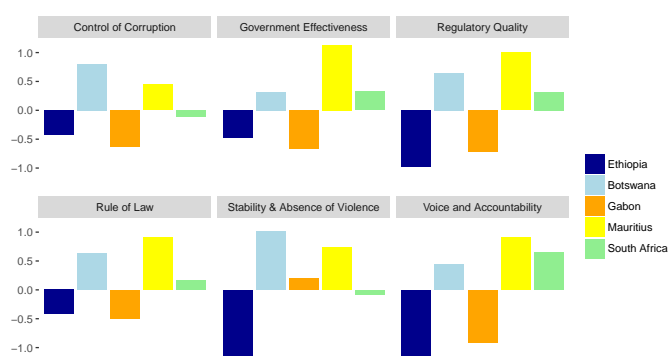 Control of Corruption
Government Effectiveness
Regulatory Quality
1.0
0.5
0.0
−0.5
−1.0
Rule of Law
Stability & Absence of Violence
Voice and Accountability
1.0
0.5
0.0
−0.5
−1.0
Ethiopia
Botswana
Gabon
Mauritius
South Africa